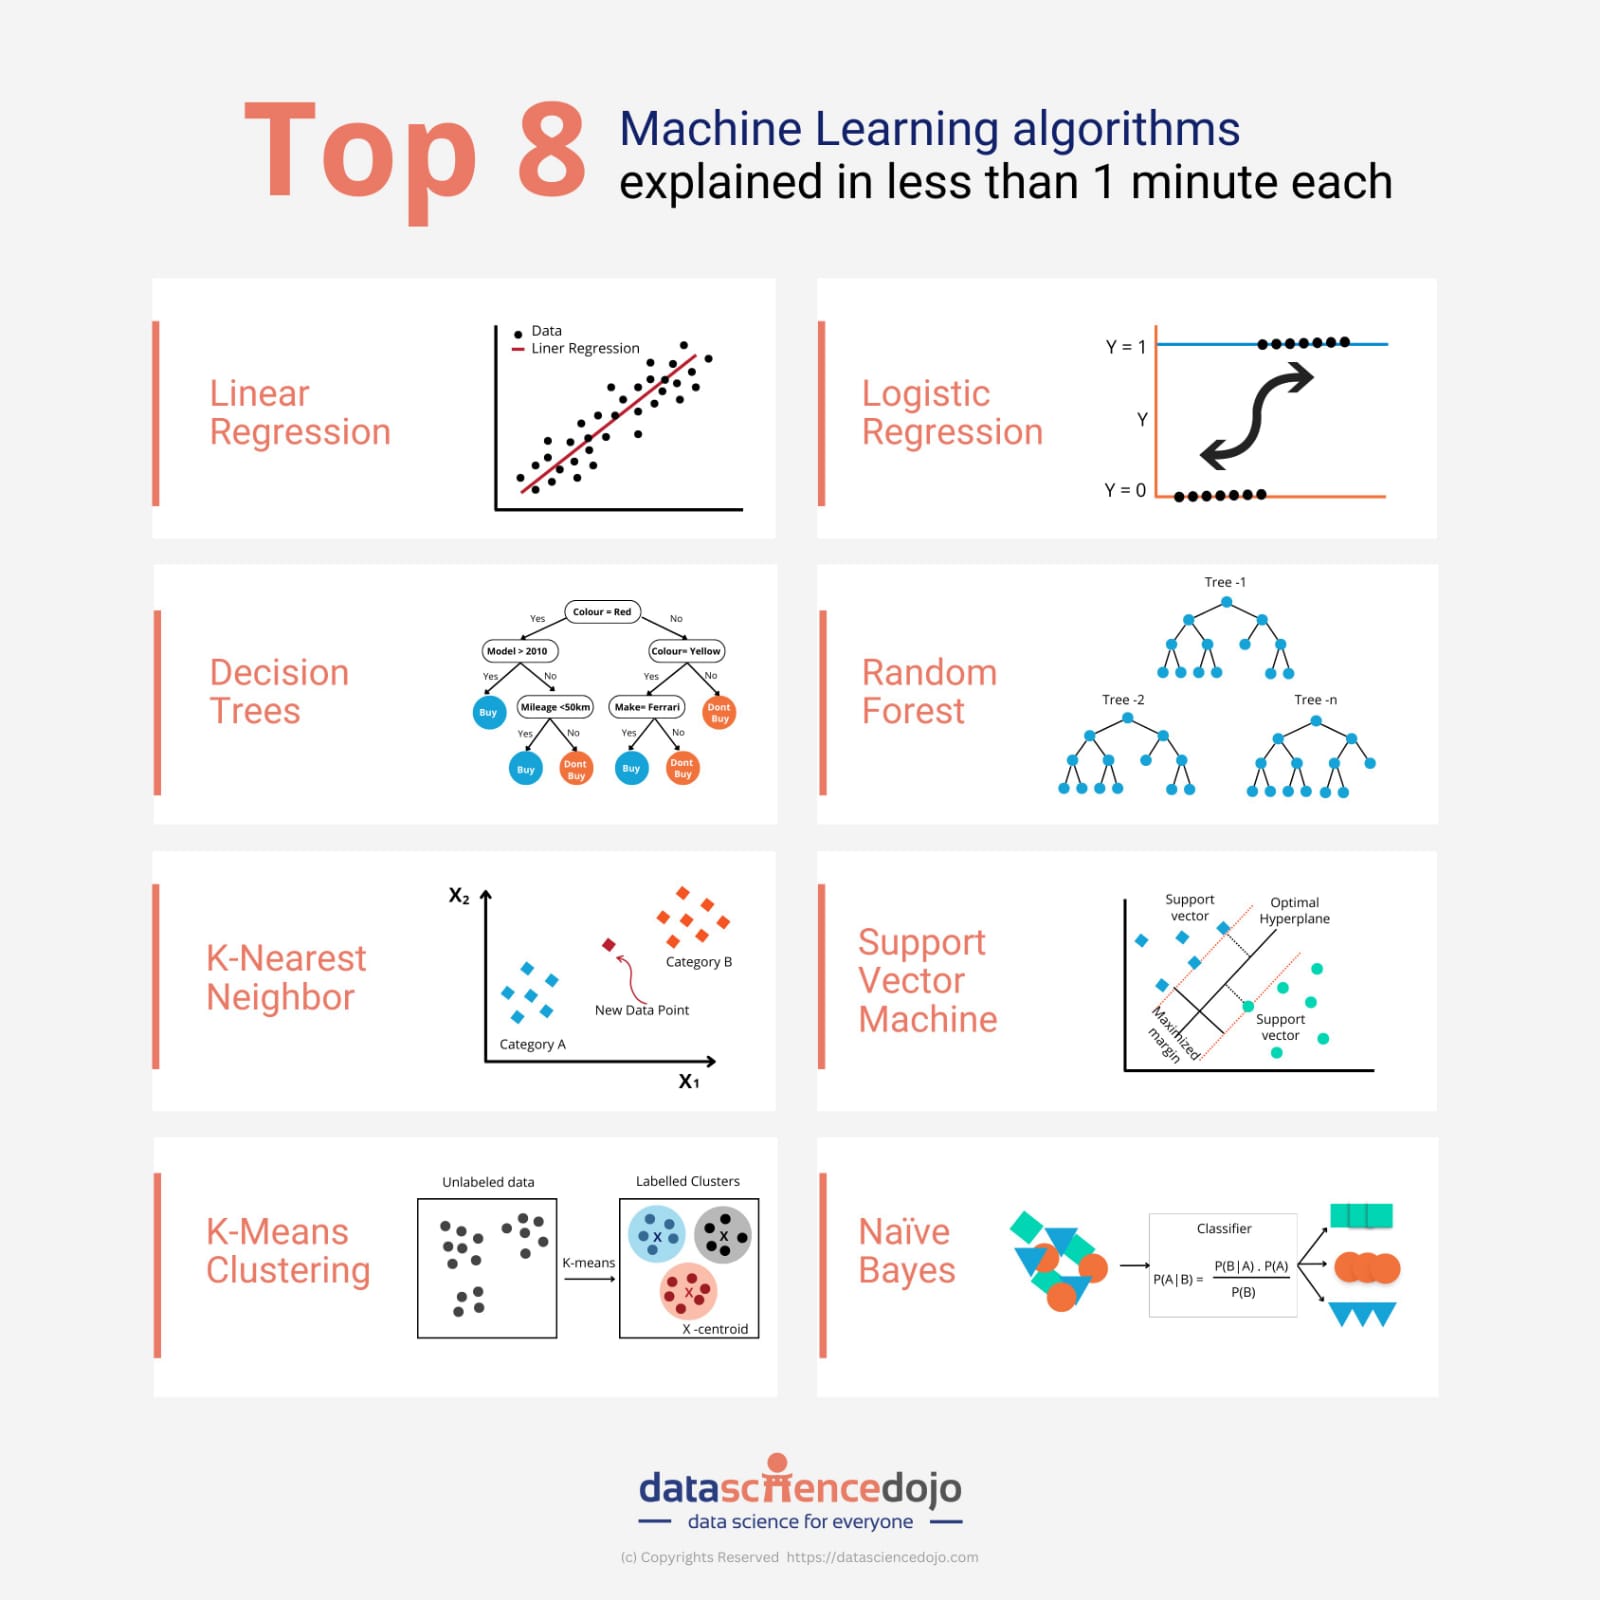 Top 8
Machine Learning algorithms
explained in less than 1 minute each
Linear
Regression
Data
Liner Regression
Logistic
Regression
Y = 1
Y
Y = 0
Decision
Trees
Colour = Red
Yes
No
Model > 2010
Colour= Yellow
Yes
No
Yes
No
Buy
Mileage <50km
Make= Ferrari
Dont
Buy
Yes
No
Yes
No
Buy
Dont
Buy
Buy
Dont
Buy
Random
Forest
Tree -1
Tree -2
Tree -n
K-Nearest
Neighbor
X₂
Category B
New Data Point
Category A
X₁
Support
Vector
Machine
Support
vector
Optimal
Hyperplane
Support
vector
Maximized
margin
K-Means
Clustering
Unlabeled data
Labelled Clusters
K-means
X
X
X
X -centroid
Naïve
Bayes
Classifier
P(A|B) = P(B|A) . P(A)
P(B)
datasciencedojo
data science for everyone
(c) Copyrights Reserved https://datasciencedojo.com